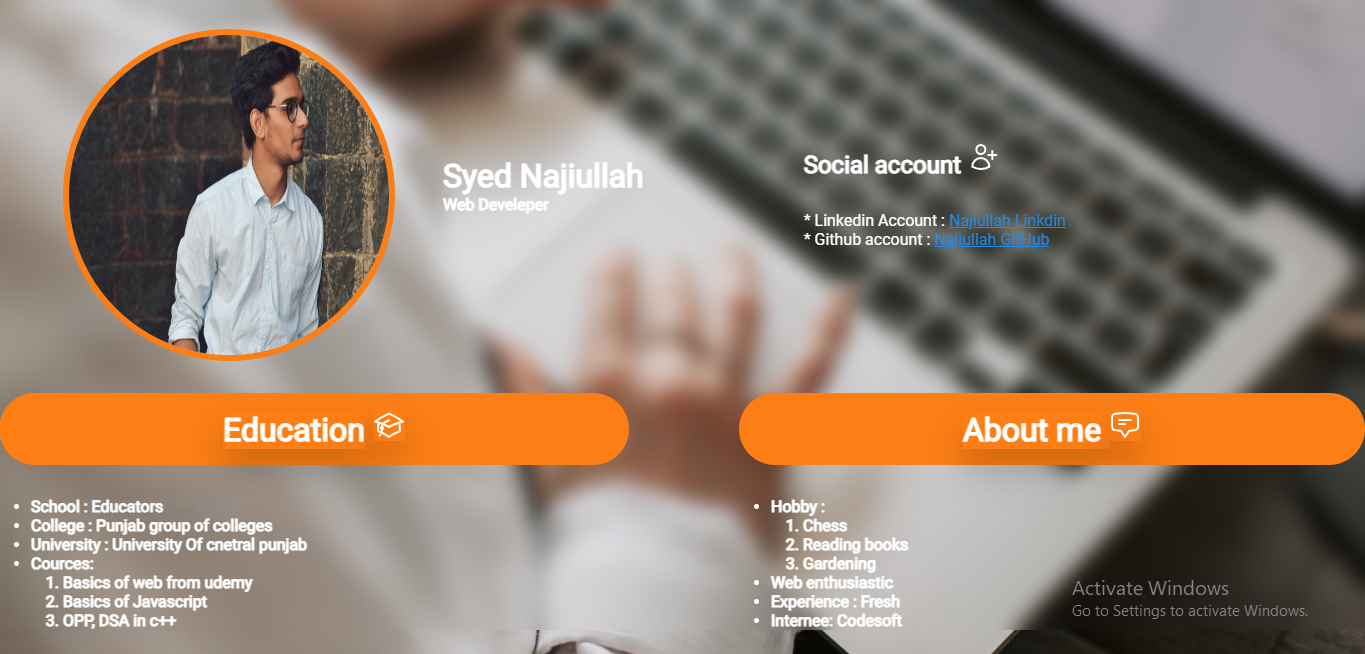 Syed Najiullah
Web Develeper
Social account
* Linkedin Account : Najiullah Linkdin
* Github account : Najiullah GitHub
Education
• School : Educators
• College : Punjab group of colleges
• University : University Of cnetral punjab
• Cources:
1. Basics of web from udemy
2. Basics of Javascript
3. OPP, DSA in c++
About me
• Hobby :
1. Chess
2. Reading books
3. Gardening
• Web enthusiastic
• Experience : Fresh
• Internee: Codesoft
Activate Windows
Go to Settings to activate Windows.